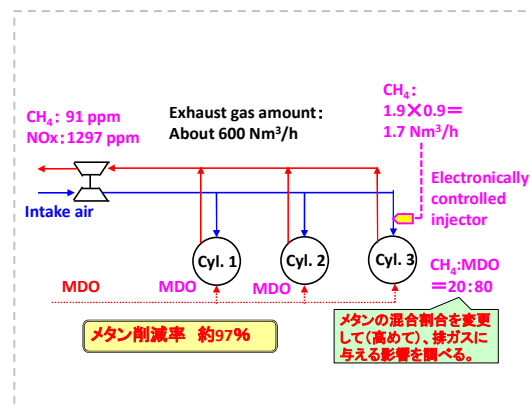 CH₄:
1.9×0.9=
1.7 Nm³/h
CH₄: 91 ppm
NOx:1297 ppm
Exhaust gas amount:
About 600 Nm³/h
Electronically
controlled
injector
Intake air
Cyl. 1
Cyl. 2
Cyl. 3
MDO
MDO
MDO
CH₄:MDO
=20:80
メタン削減率 約97%
メタンの混合割合を変更
して(高めて)、排ガスに
与える影響を調べる。